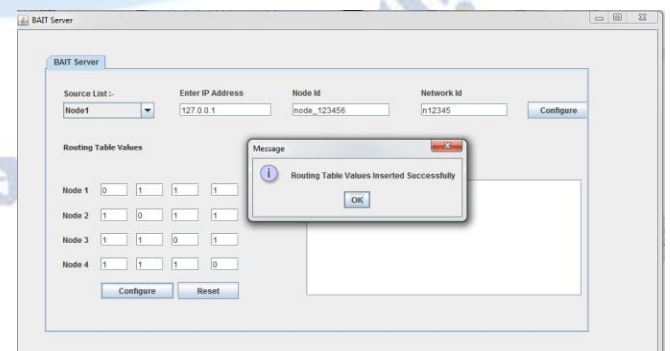 BAIT Server
BAIT Server
Source List :- Enter IP Address Node Id Network Id
Node1 127.0.0.1 node_123456 n12345 Configure
Routing Table Values
Message
Routing Table Values Inserted Successfully
OK
Node 1 0 1 1 1
Node 2 1 0 1 1
Node 3 1 1 0 1
Node 4 1 1 1 0
Configure Reset